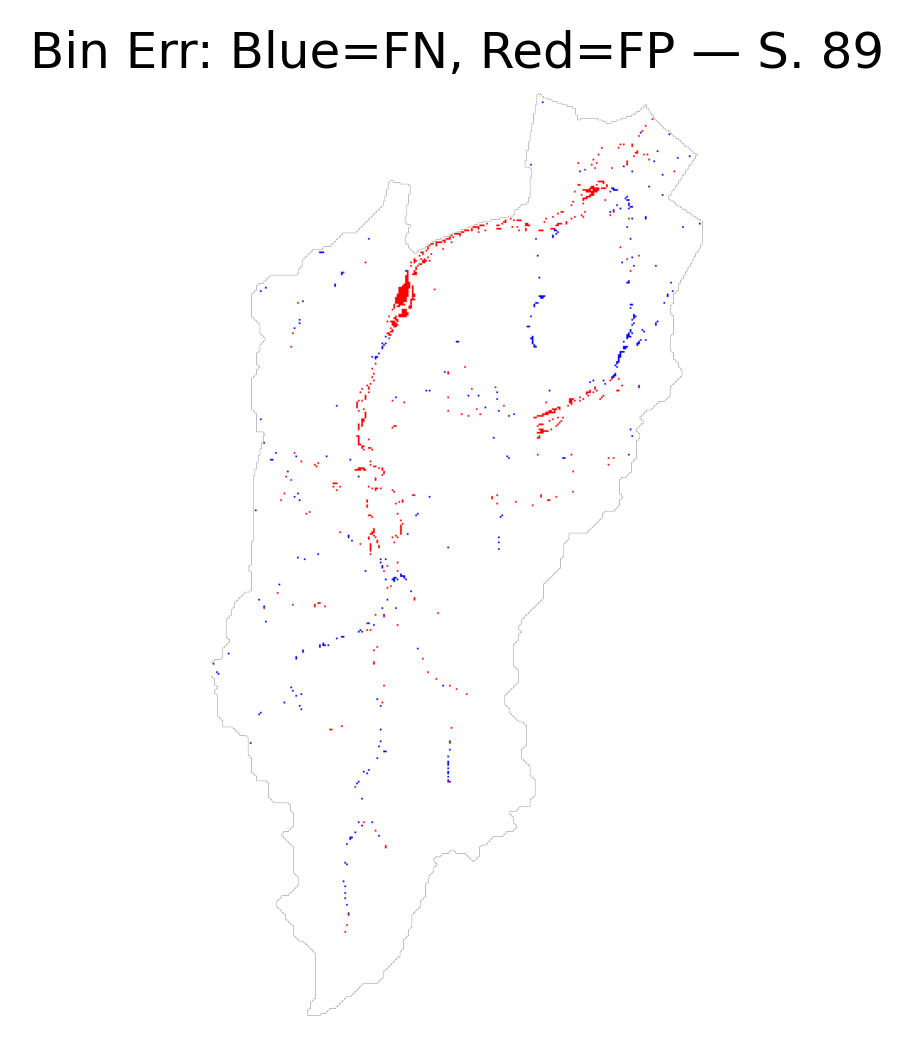 Bin Err: Blue=FN, Red=FP — S. 89